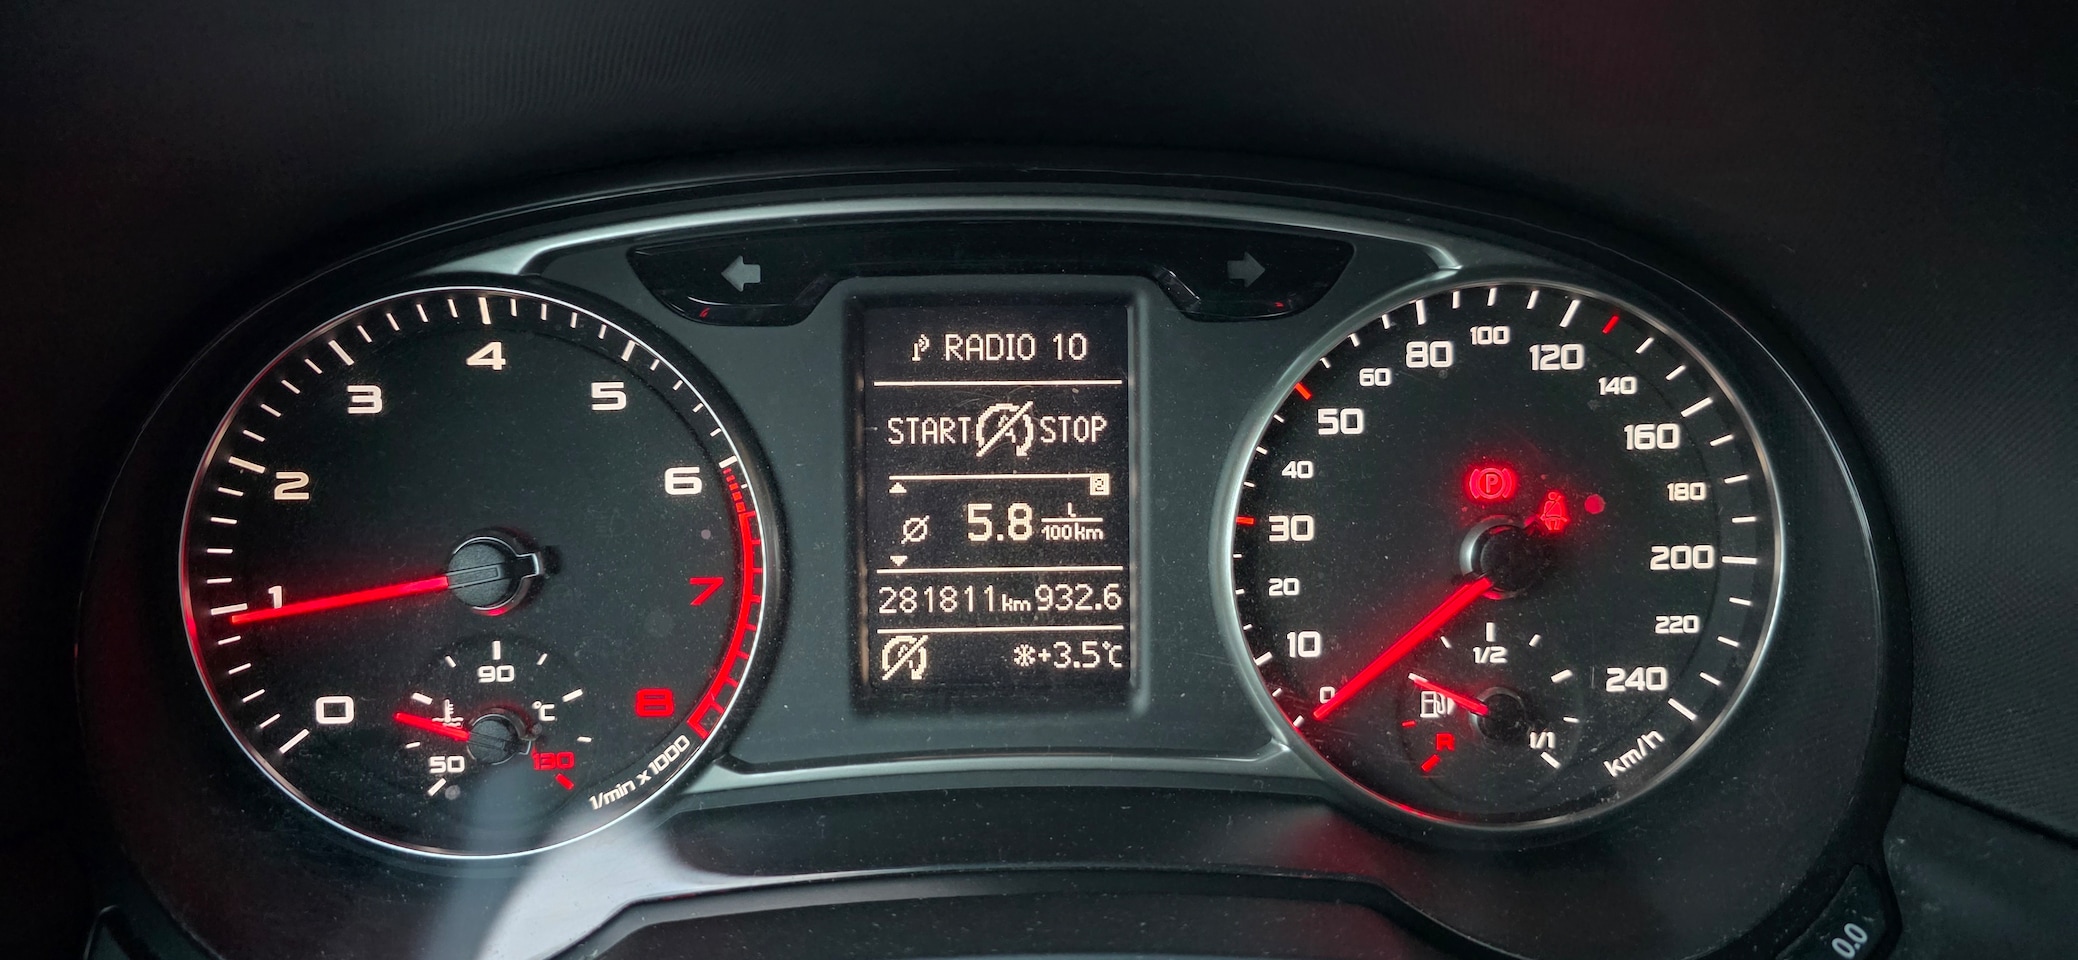 RADIO 10
START A STOP
2
Ø 5.8 L/100km
281811km 932.6
+3.5°C
0 1 2 3 4 5 6 7 8
1/min x 1000
50 90 130 °C
0 10 20 30 40 50 60 80 100 120 140 160 180 200 220 240
km/h
P
R 1/2 1/1
0.0